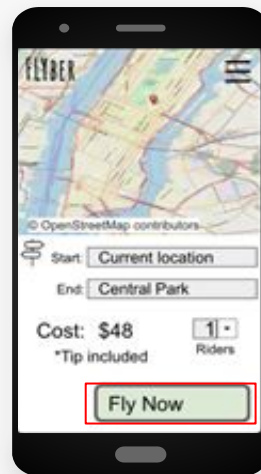 FLYBER
© OpenStreetMap contributors
Start: Current location
End: Central Park
Cost: $48 1
*Tip included Riders
Fly Now